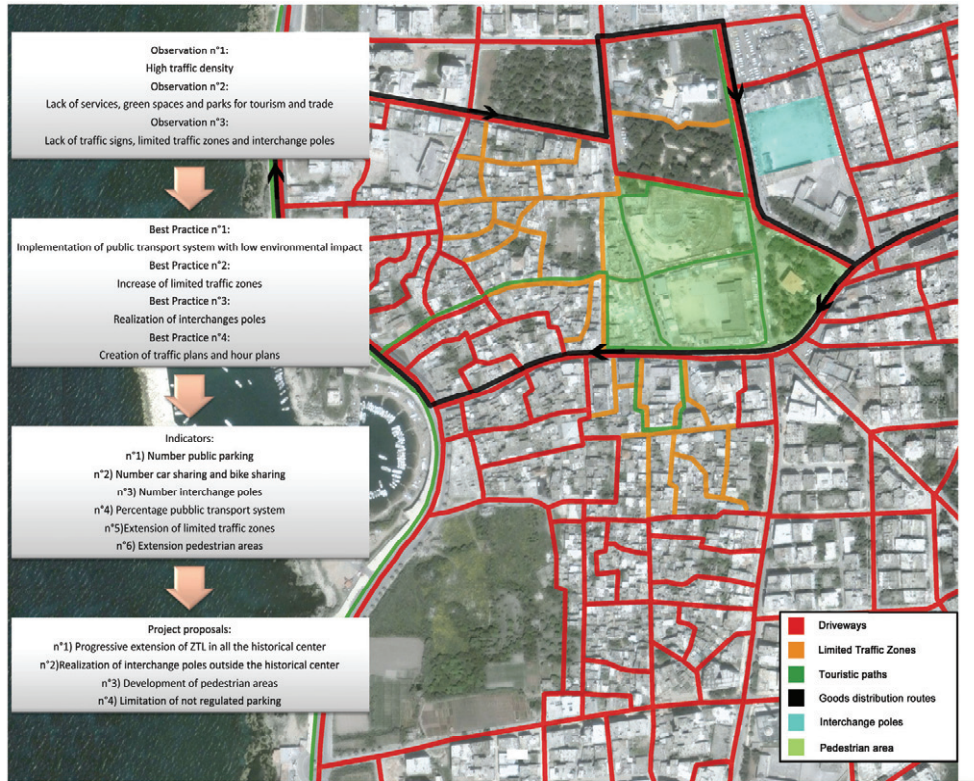 Observation n°1:
High traffic density
Observation n°2:
Lack of services, green spaces and parks for tourism and trade
Observation n°3:
Lack of traffic signs, limited traffic zones and interchange poles
Best Practice n°1:
Implementation of public transport system with low environmental impact
Best Practice n°2:
Increase of limited traffic zones
Best Practice n°3:
Realization of interchanges poles
Best Practice n°4:
Creation of traffic plans and hour plans
Indicators:
n°1) Number public parking
n°2) Number car sharing and bike sharing
n°3) Number interchange poles
n°4) Percentage pubblic transport system
n°5)Extension of limited traffic zones
n°6) Extension pedestrian areas
Project proposals:
n°1) Progressive extension of ZTL in all the historical center
n°2)Realization of interchange poles outside the historical center
n°3) Development of pedestrian areas
n°4) Limitation of not regulated parking
Driveways
Limited Traffic Zones
Touristic paths
Goods distribution routes
Interchange poles
Pedestrian area